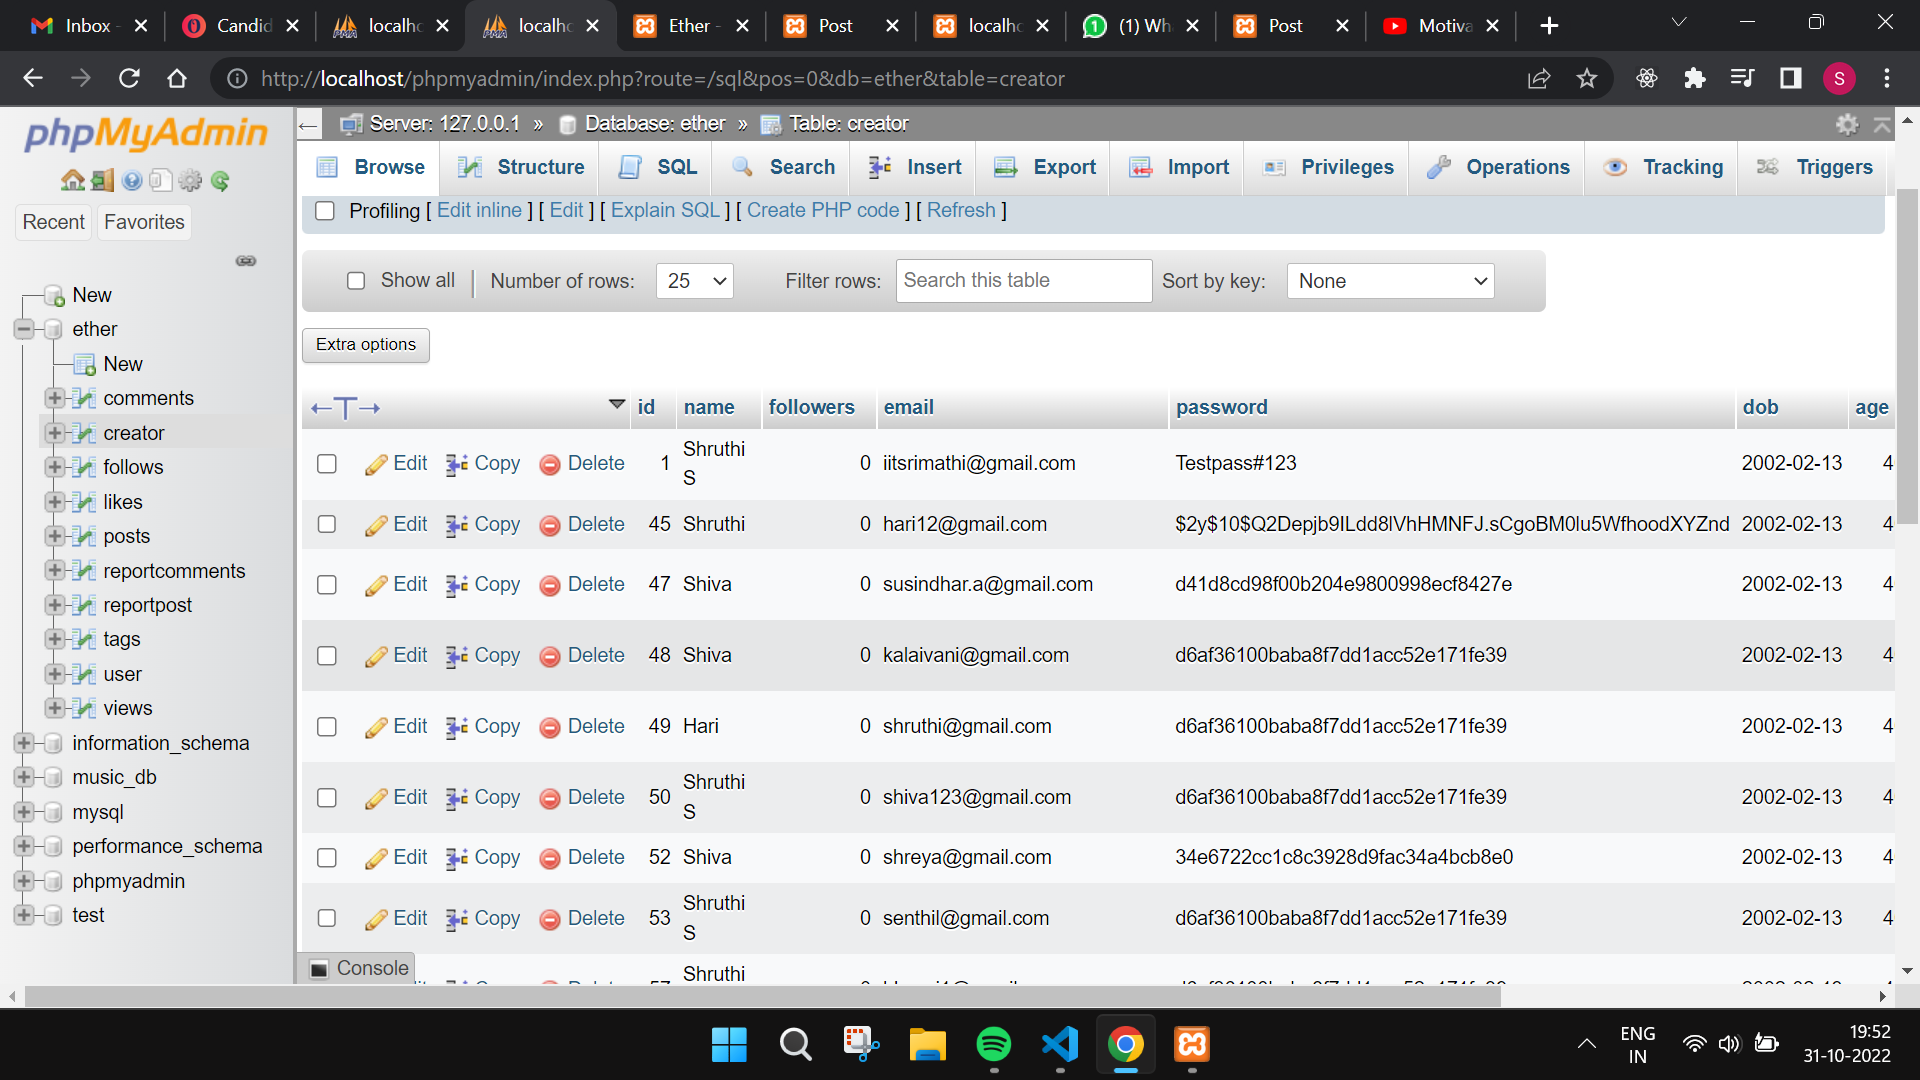 Inbox
Candid
localho
localho
Ether -
Post
localho
(1) Wh
Post
Motiva
http://localhost/phpmyadmin/index.php?route=/sql&pos=0&db=ether&table=creator
S
phpMyAdmin
Recent
Favorites
New
ether
New
comments
creator
follows
likes
posts
reportcomments
reportpost
tags
user
views
information_schema
music_db
mysql
performance_schema
phpmyadmin
test
Server: 127.0.0.1 » Database: ether » Table: creator
Browse Structure SQL Search Insert Export Import Privileges Operations Tracking Triggers
Profiling [ Edit inline ] [ Edit ] [ Explain SQL ] [ Create PHP code ] [ Refresh ]
Show all Number of rows: 25 Filter rows: Search this table Sort by key: None
Extra options
id name followers email password dob age
Edit Copy Delete 1 Shruthi S 0 iitsrimathi@gmail.com Testpass#123 2002-02-13 4
Edit Copy Delete 45 Shruthi 0 hari12@gmail.com $2y$10$Q2Depjb9ILdd8lVhHMNFJ.sCgoBM0lu5WfhoodXYZnd 2002-02-13 4
Edit Copy Delete 47 Shiva 0 susindhar.a@gmail.com d41d8cd98f00b204e9800998ecf8427e 2002-02-13 4
Edit Copy Delete 48 Shiva 0 kalaivani@gmail.com d6af36100baba8f7dd1acc52e171fe39 2002-02-13 4
Edit Copy Delete 49 Hari 0 shruthi@gmail.com d6af36100baba8f7dd1acc52e171fe39 2002-02-13 4
Edit Copy Delete 50 Shruthi S 0 shiva123@gmail.com d6af36100baba8f7dd1acc52e171fe39 2002-02-13 4
Edit Copy Delete 52 Shiva 0 shreya@gmail.com 34e6722cc1c8c3928d9fac34a4bcb8e0 2002-02-13 4
Edit Copy Delete 53 Shruthi S 0 senthil@gmail.com d6af36100baba8f7dd1acc52e171fe39 2002-02-13 4
Shruthi
Console
ENG
IN
19:52
31-10-2022